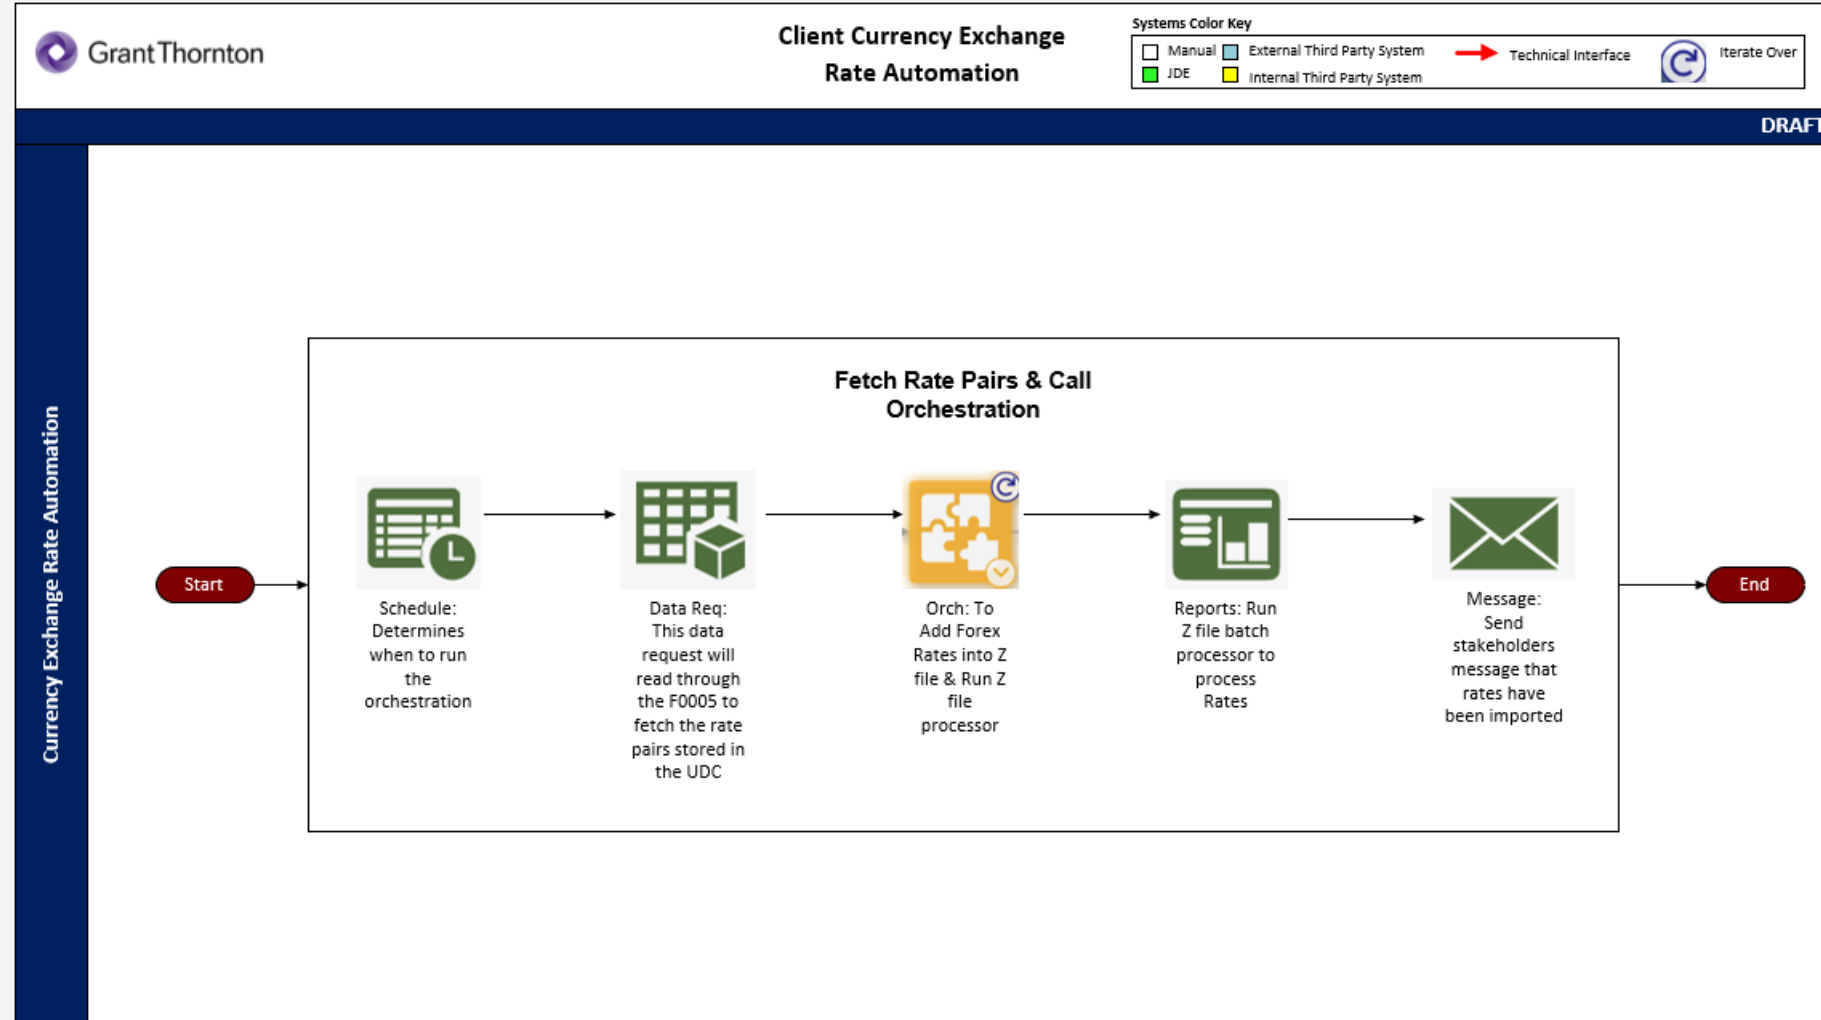 Grant Thornton
Client Currency Exchange
Rate Automation
Systems Color Key
Manual
External Third Party System
Technical Interface
Iterate Over
JDE
Internal Third Party System
DRAFT
Currency Exchange Rate Automation
Fetch Rate Pairs & Call
Orchestration
Start
Schedule:
Determines
when to run
the
orchestration
Data Req:
This data
request will
read through
the F0005 to
fetch the rate
pairs stored in
the UDC
Orch: To
Add Forex
Rates into Z
file & Run Z
file
processor
Reports: Run
Z file batch
processor to
process
Rates
Message:
Send
stakeholders
message that
rates have
been imported
End